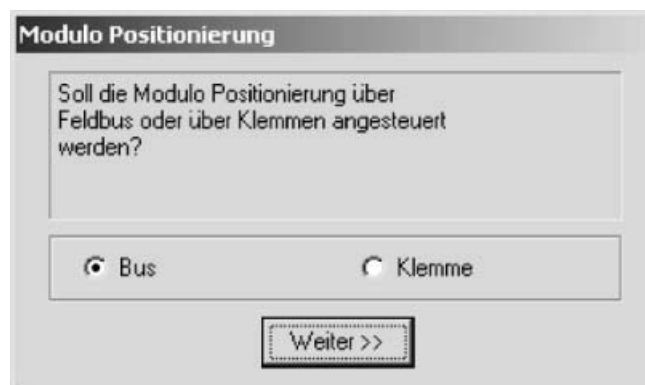 Modulo Positionierung
Soll die Modulo Positionierung über
Feldbus oder über Klemmen angesteuert
werden?
Bus Klemme
Weiter >>